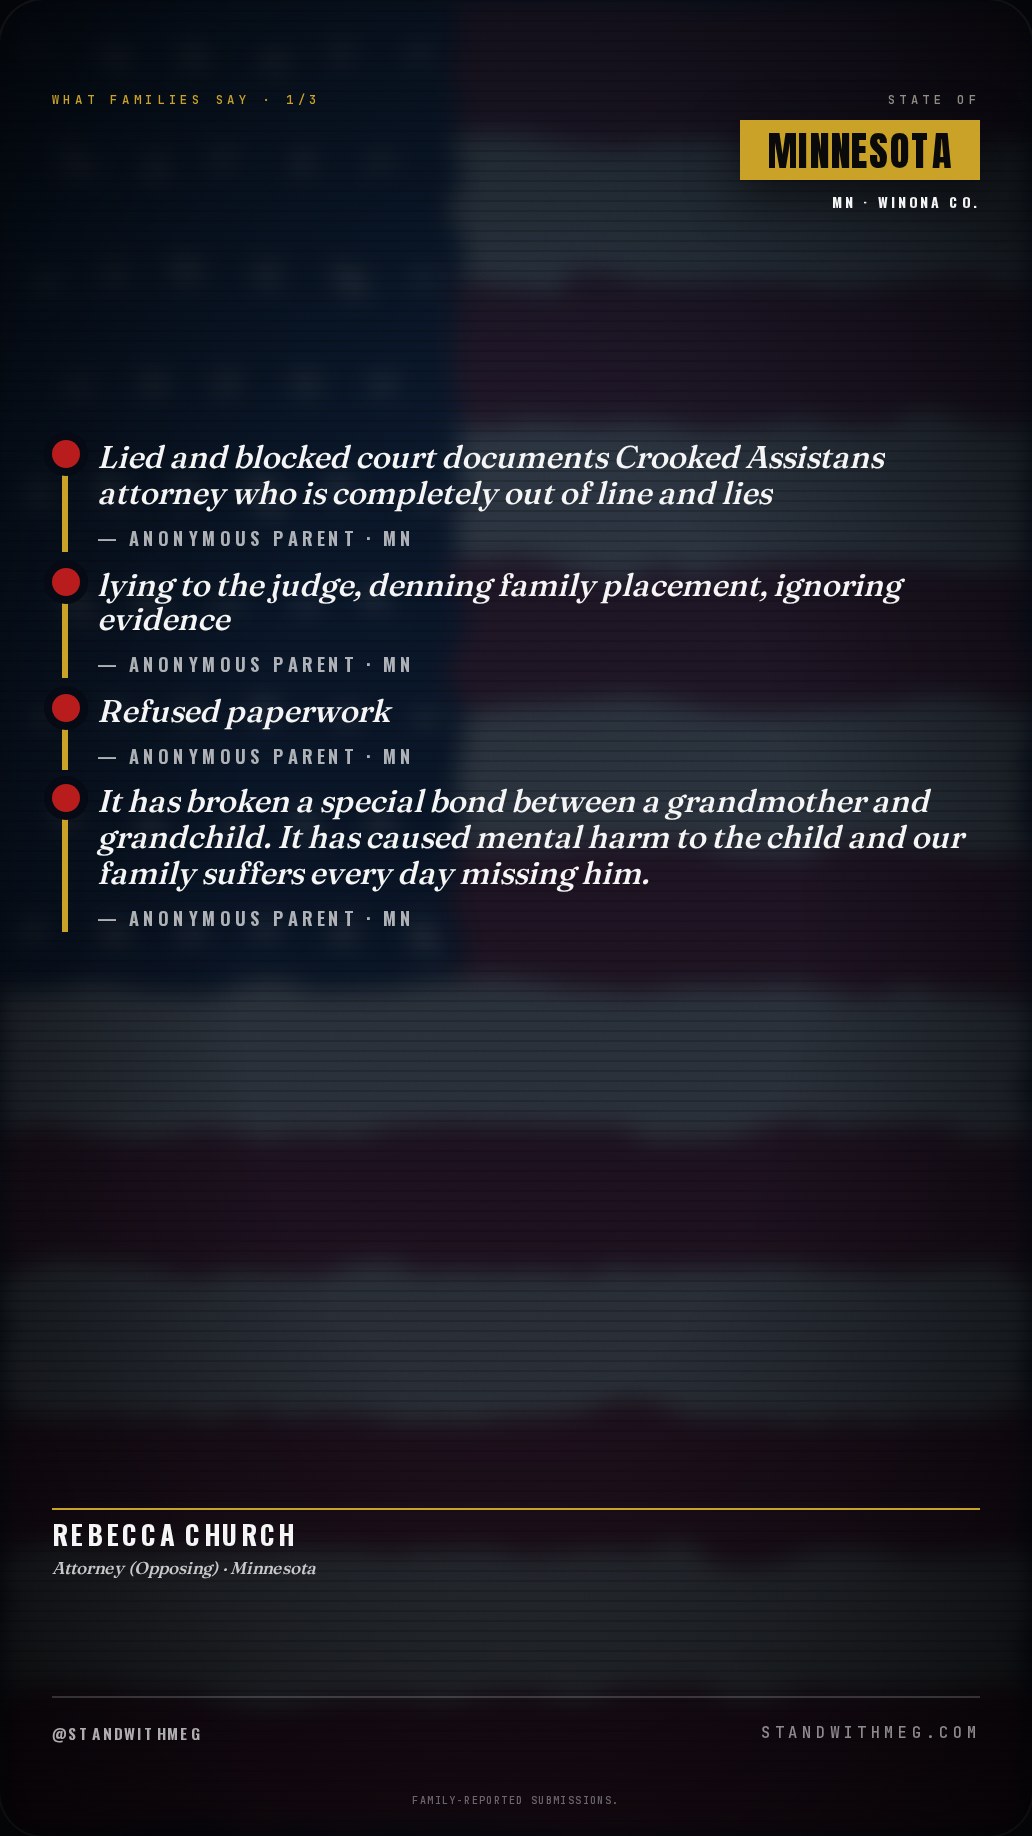 WHAT FAMILIES SAY · 1/3
STATE OF
MINNESOTA
MN · WINONA CO.
Lied and blocked court documents Crooked Assistans
attorney who is completely out of line and lies
— ANONYMOUS PARENT · MN
lying to the judge, denning family placement, ignoring
evidence
— ANONYMOUS PARENT · MN
Refused paperwork
— ANONYMOUS PARENT · MN
It has broken a special bond between a grandmother and
grandchild. It has caused mental harm to the child and our
family suffers every day missing him.
— ANONYMOUS PARENT · MN
REBECCA CHURCH
Attorney (Opposing) · Minnesota
@STANDWITHMEG
STANDWITHMEG.COM
FAMILY-REPORTED SUBMISSIONS.